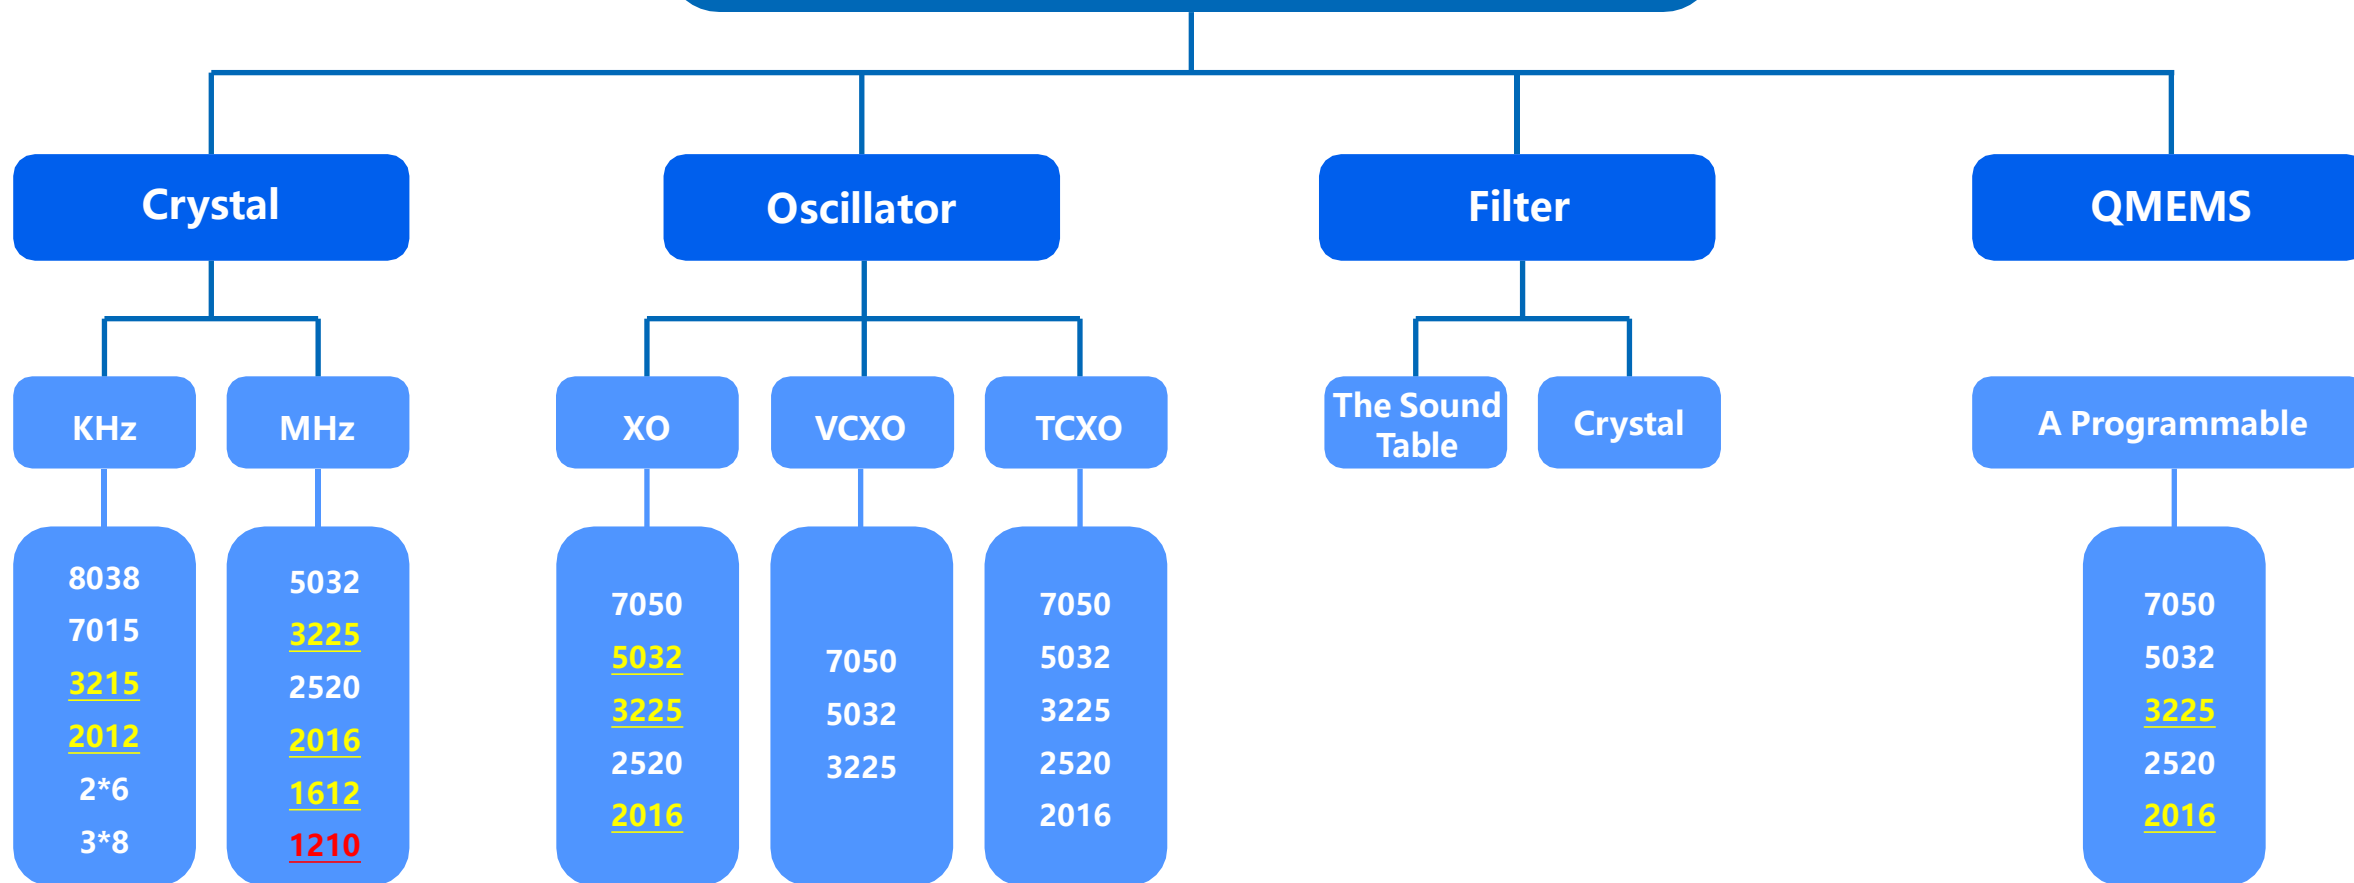 Crystal
Oscillator
Filter
QMEMS
KHz
MHz
XO
VCXO
TCXO
The Sound
Table
Crystal
A Programmable
8038
7015
3215
2012
2*6
3*8
5032
3225
2520
2016
1612
1210
7050
5032
3225
2520
2016
7050
5032
3225
7050
5032
3225
2520
2016
7050
5032
3225
2520
2016